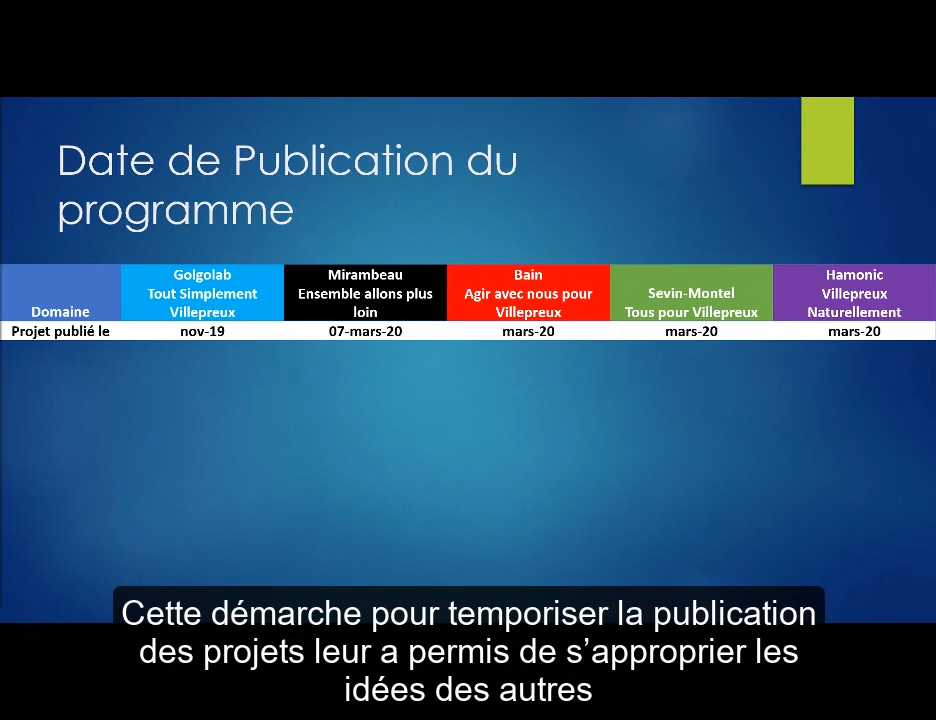 Date de Publication du
programme
Domaine
Golgolab
Tout Simplement
Villepreux
Mirambeau
Ensemble allons plus
loin
Bain
Agir avec nous pour
Villepreux
Sevin-Montel
Tous pour Villepreux
Hamonic
Villepreux
Naturellement
Projet publié le nov-19 07-mars-20 mars-20 mars-20 mars-20
Cette démarche pour temporiser la publication
des projets leur a permis de s’approprier les
idées des autres